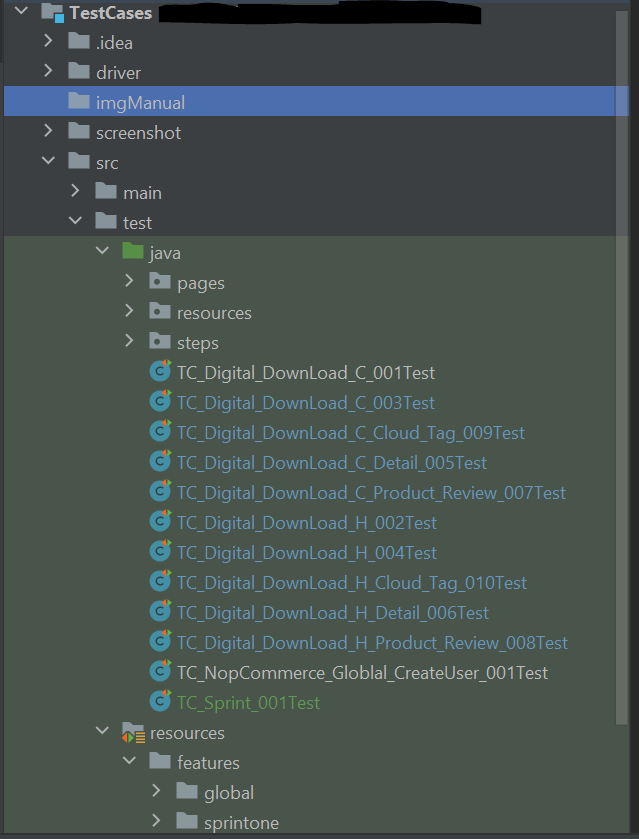 TestCases
.idea
driver
imgManual
screenshot
src
main
test
java
pages
resources
steps
TC_Digital_DownLoad_C_001Test
TC_Digital_DownLoad_C_003Test
TC_Digital_DownLoad_C_Cloud_Tag_009Test
TC_Digital_DownLoad_C_Detail_005Test
TC_Digital_DownLoad_C_Product_Review_007Test
TC_Digital_DownLoad_H_002Test
TC_Digital_DownLoad_H_004Test
TC_Digital_DownLoad_H_Cloud_Tag_010Test
TC_Digital_DownLoad_H_Detail_006Test
TC_Digital_DownLoad_H_Product_Review_008Test
TC_NopCommerce_Globlal_CreateUser_001Test
TC_Sprint_001Test
resources
features
global
sprintone